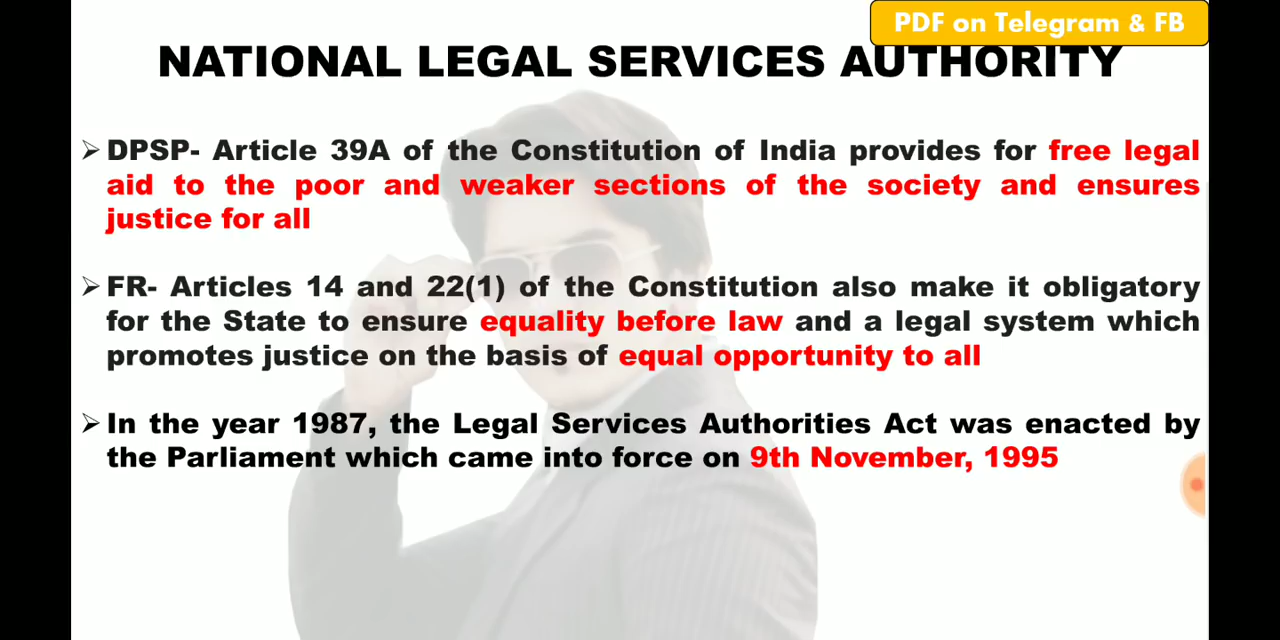 PDF on Telegram & FB
NATIONAL LEGAL SERVICES AUTHORITY
DPSP- Article 39A of the Constitution of India provides for free legal
aid to the poor and weaker sections of the society and ensures
justice for all
FR- Articles 14 and 22(1) of the Constitution also make it obligatory
for the State to ensure equality before law and a legal system which
promotes justice on the basis of equal opportunity to all
In the year 1987, the Legal Services Authorities Act was enacted by
the Parliament which came into force on 9th November, 1995